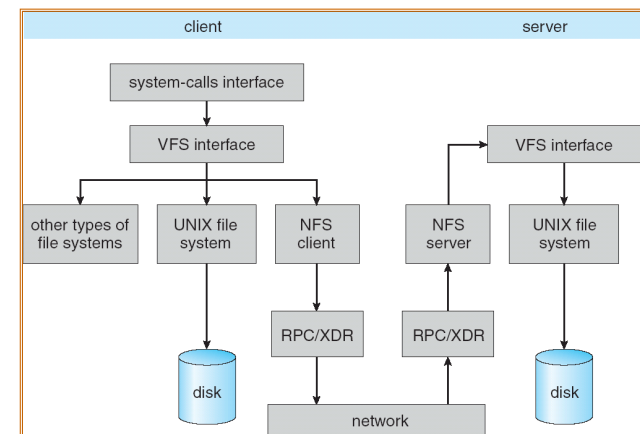 client
server
system-calls interface
VFS interface
VFS interface
other types of
file systems
UNIX file
system
NFS
client
NFS
server
UNIX file
system
RPC/XDR
RPC/XDR
disk
disk
network